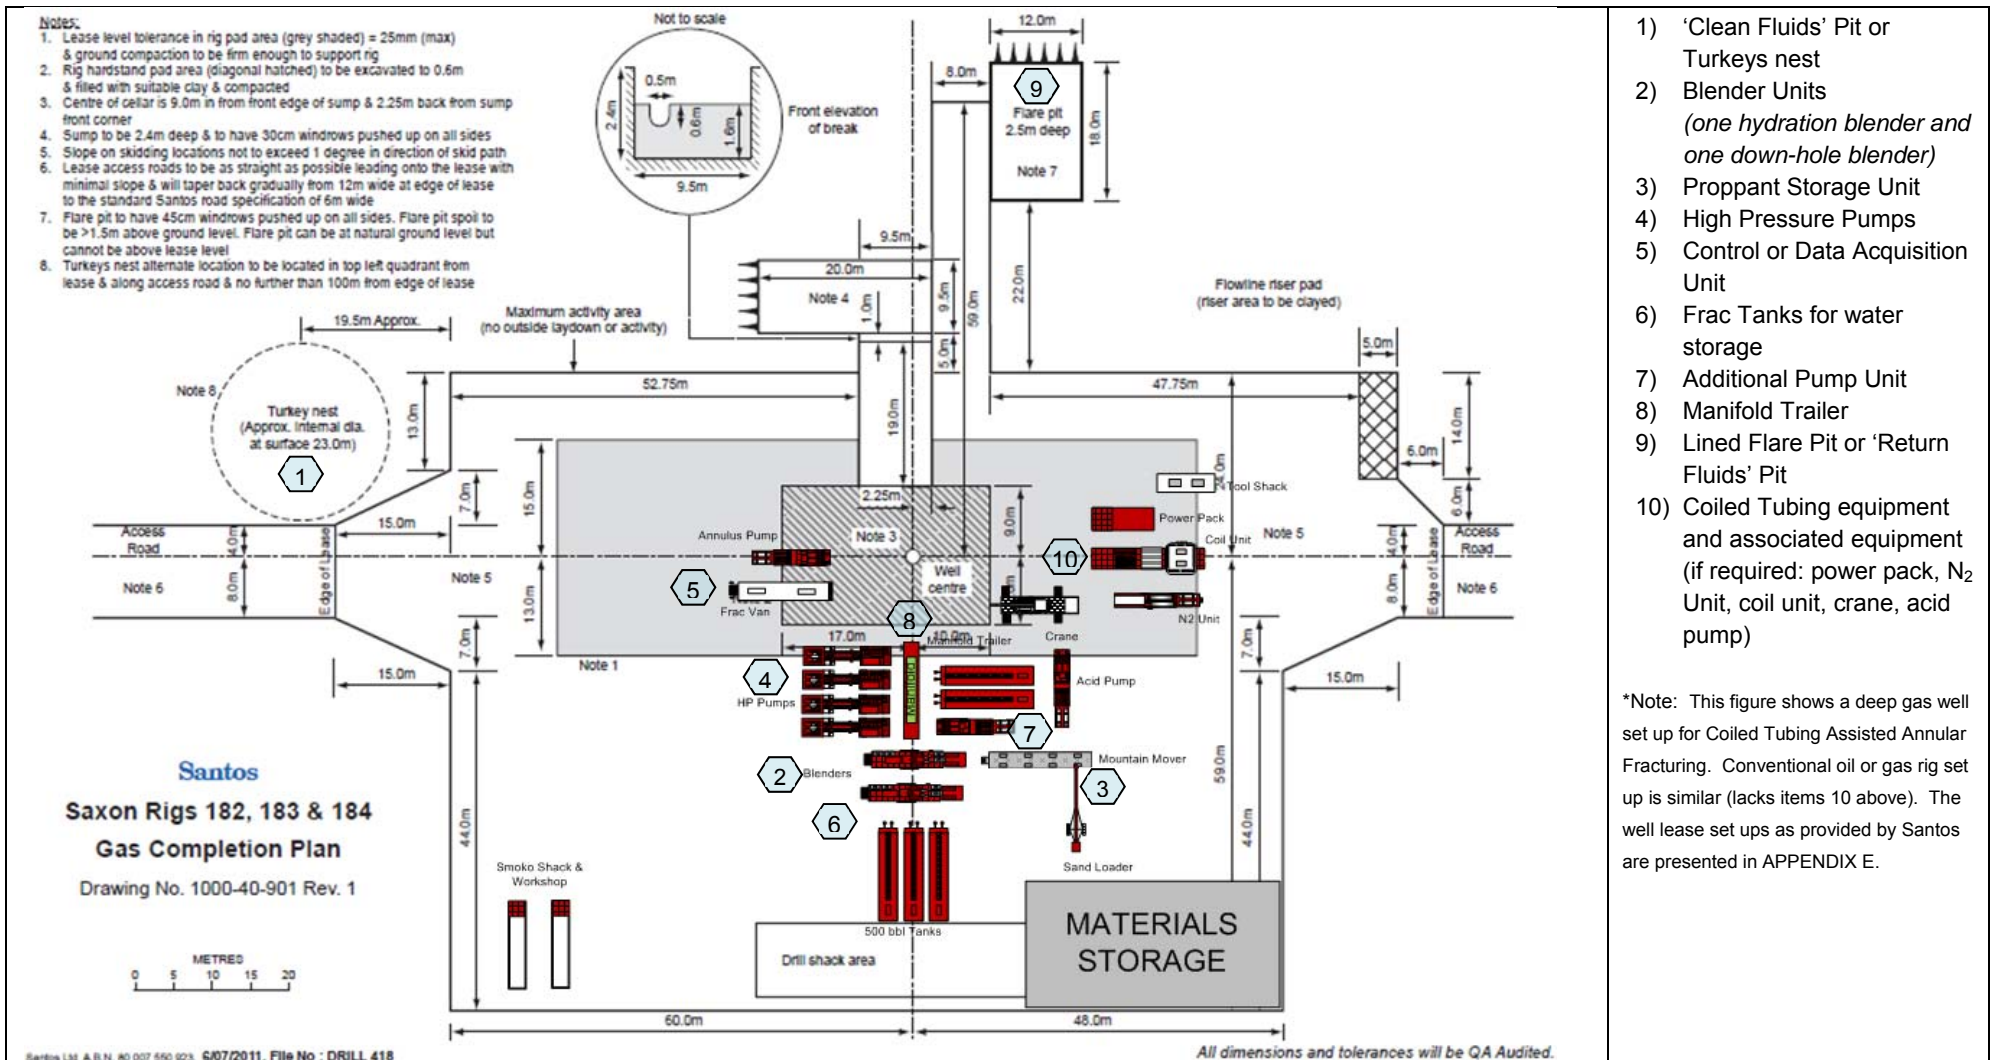 Notes:
1. Lease level tolerance in rig pad area (grey shaded) = 25mm (max)
& ground compaction to be firm enough to support rig
2. Rig hardstand pad area (diagonal hatched) to be excavated to 0.6m
& filled with suitable clay & compacted
3. Centre of cellar is 9.0m in from front edge of sump & 2.25m back from sump
front corner
4. Sump to be 2.4m deep & to have 30cm windrows pushed up on all sides
5. Slope on skidding locations not to exceed 1 degree in direction of skid path
6. Lease access roads to be as straight as possible leading onto the lease with
minimal slope & will taper back gradually from 12m wide at edge of lease
to the standard Santos road specification of 6m wide
7. Flare pit to have 45cm windrows pushed up on all sides. Flare pit spoil to
be >1.5m above ground level. Flare pit can be at natural ground level but
cannot be above lease level
8. Turkeys nest alternate location to be located in top left quadrant from
lease & along access road & no further than 100m from edge of lease
Not to scale
0.5m
2.4m
0.6m
1.6m
9.5m
Front elevation
of break
12.0m
8.0m
9
Flare pit
2.5m deep
Note 7
18.0m
9.5m
20.0m
Note 4
1.0m
9.5m
5.0m
59.0m
22.0m
Flowline riser pad
(riser area to be clayed)
19.5m Approx.
Maximum activity area
(no outside laydown or activity)
5.0m
52.75m
47.75m
Note 8
Turkey nest
(Approx. Internal dia.
at surface 23.0m)
1
13.0m
19.0m
24.0m
14.0m
6.0m
6.0m
7.0m
15.0m
15.0m
2.25m
9.0m
Tool Shack
Power Pack
Access
Road
4.0m
Edge of Lease
Annulus Pump
Note 3
10
Coil Unit
Note 5
4.0m
Edge of Lease
Access
Road
Note 6
8.0m
Note 5
13.0m
5
Frac Van
Well
centre
N2 Unit
8.0m
Note 6
8
17.0m
10.0m
Manifold Trailer
Crane
7.0m
7.0m
Note 1
15.0m
15.0m
4
HP Pumps
Manifold
Acid Pump
7
2
Blenders
Mountain Mover
3
59.0m
6
44.0m
44.0m
Sand Loader
Santos
Saxon Rigs 182, 183 & 184
Gas Completion Plan
Drawing No. 1000-40-901 Rev. 1
Smoko Shack &
Workshop
500 bbl Tanks
Drill shack area
MATERIALS
STORAGE
METRES
0 5 10 15 20
60.0m
48.0m
Santos Ltd A.B.N. 80 007 550 923 6/07/2011, File No : DRILL 418
All dimensions and tolerances will be QA Audited.
1) ‘Clean Fluids’ Pit or
Turkeys nest
2) Blender Units
(one hydration blender and
one down-hole blender)
3) Proppant Storage Unit
4) High Pressure Pumps
5) Control or Data Acquisition
Unit
6) Frac Tanks for water
storage
7) Additional Pump Unit
8) Manifold Trailer
9) Lined Flare Pit or ‘Return
Fluids’ Pit
10) Coiled Tubing equipment
and associated equipment
(if required: power pack, N2
Unit, coil unit, crane, acid
pump)
*Note: This figure shows a deep gas well
set up for Coiled Tubing Assisted Annular
Fracturing. Conventional oil or gas rig set
up is similar (lacks items 10 above). The
well lease set ups as provided by Santos
are presented in APPENDIX E.